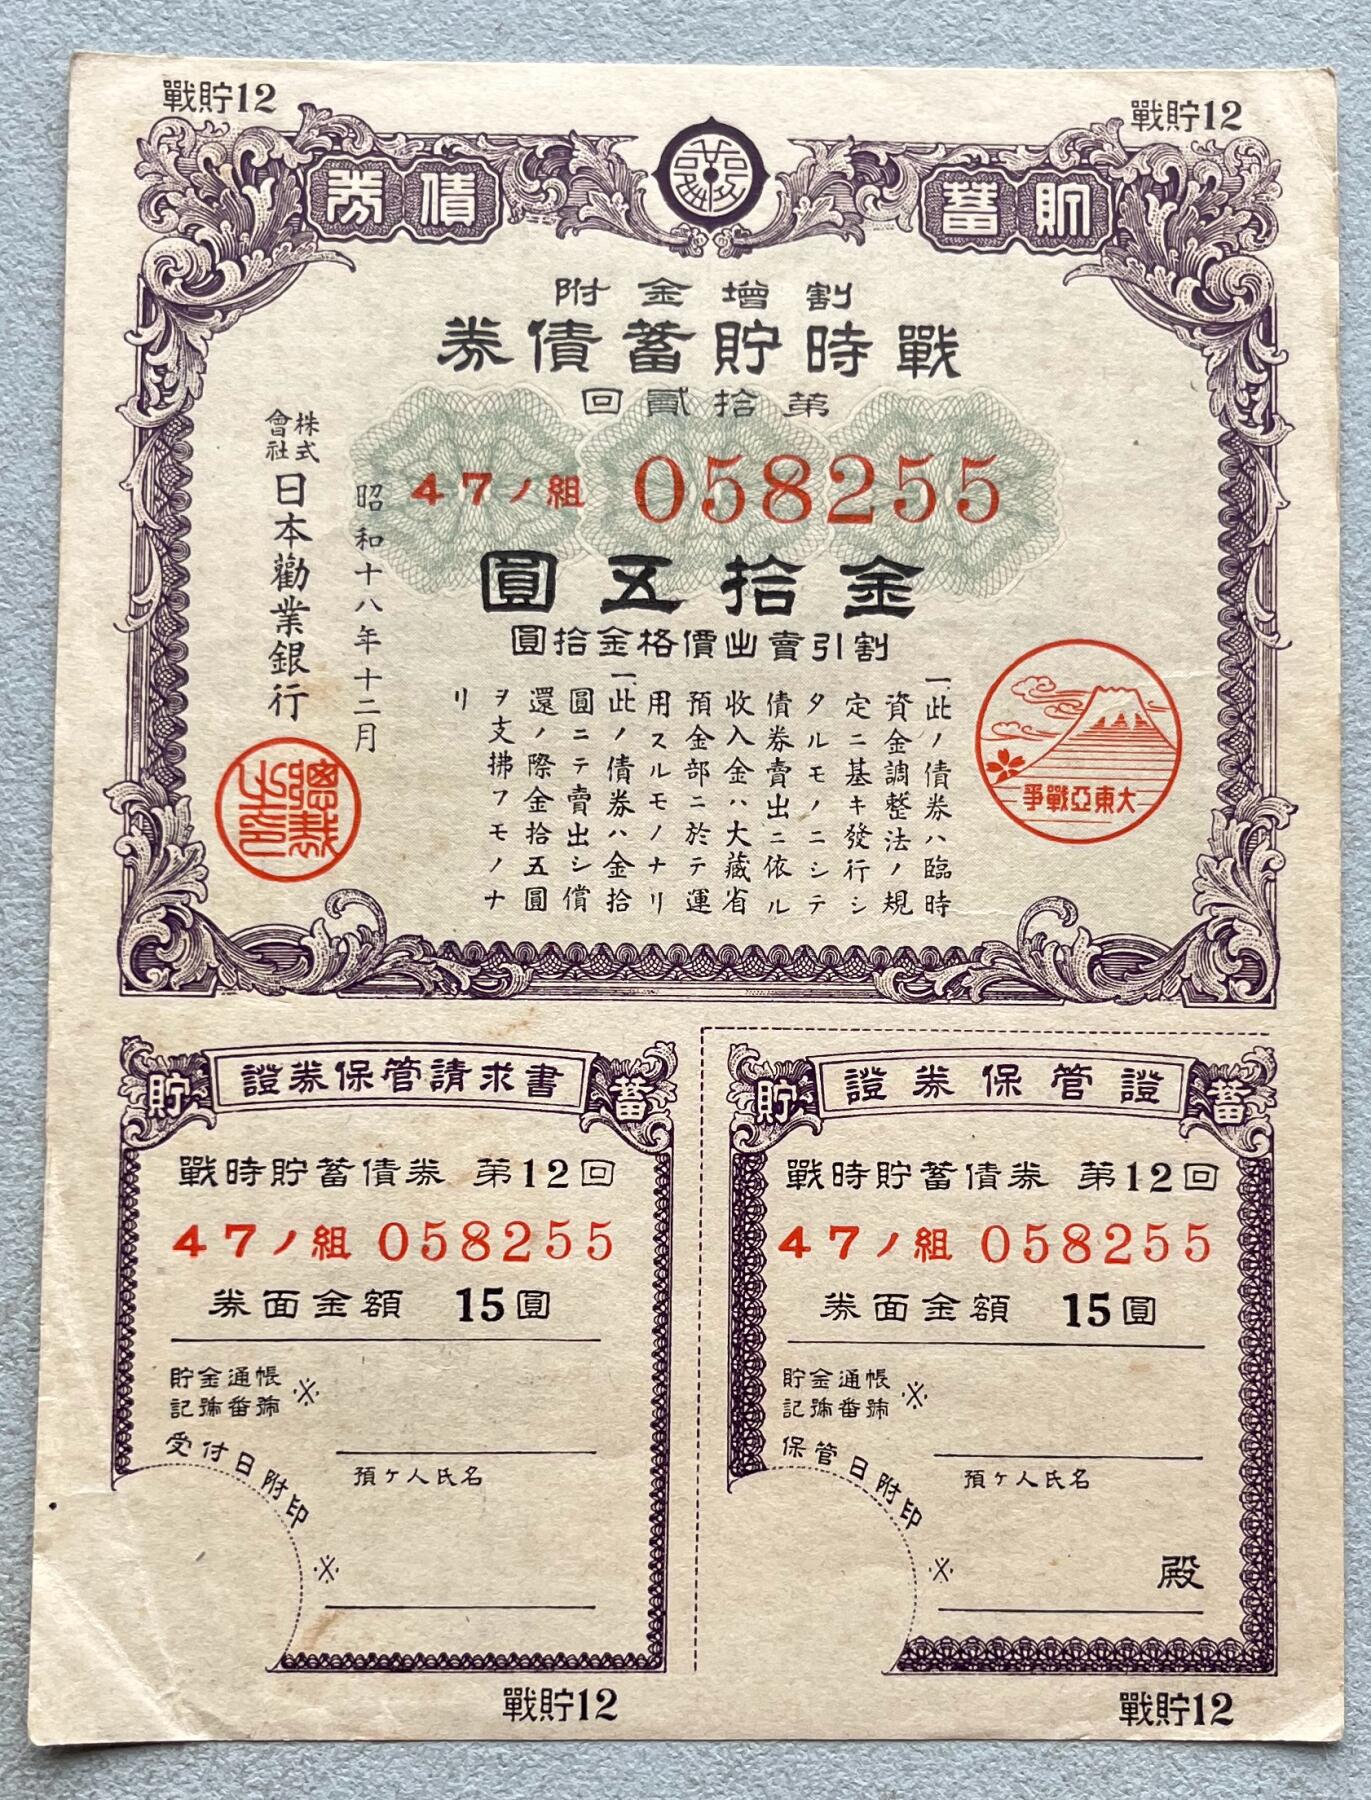 戰貯12
戰貯12
貯蓄
債券
割增金附
戰時貯蓄債券
第拾貳回
47ノ組 058255
金拾五圓
割引賣出價格金拾圓
一、此ノ債券ハ臨時
資金調整法ノ規
定ニ基キ發行シ
タルモノニシテ
債券賣出ニ依ル
收入金ハ大藏省
預金部ニ於テ運
用スルモノナリ
一、此ノ債券ハ金拾
圓ニテ賣出シ償
還ノ際金拾五圓
ヲ支拂フモノナ
リ
昭和十八年十二月
株式會社日本勸業銀行
總裁之印
大東亞戰爭
貯蓄
證券保管請求書
戰時貯蓄債券 第12回
47ノ組 058255
券面金額 15圓
貯金通帳
記號番號 ※
受付日附印
預ヶ人氏名
※
戰貯12
貯蓄
證券保管證
戰時貯蓄債券 第12回
47ノ組 058255
券面金額 15圓
貯金通帳
記號番號 ※
保管日附印
預ヶ人氏名
※
殿
戰貯12